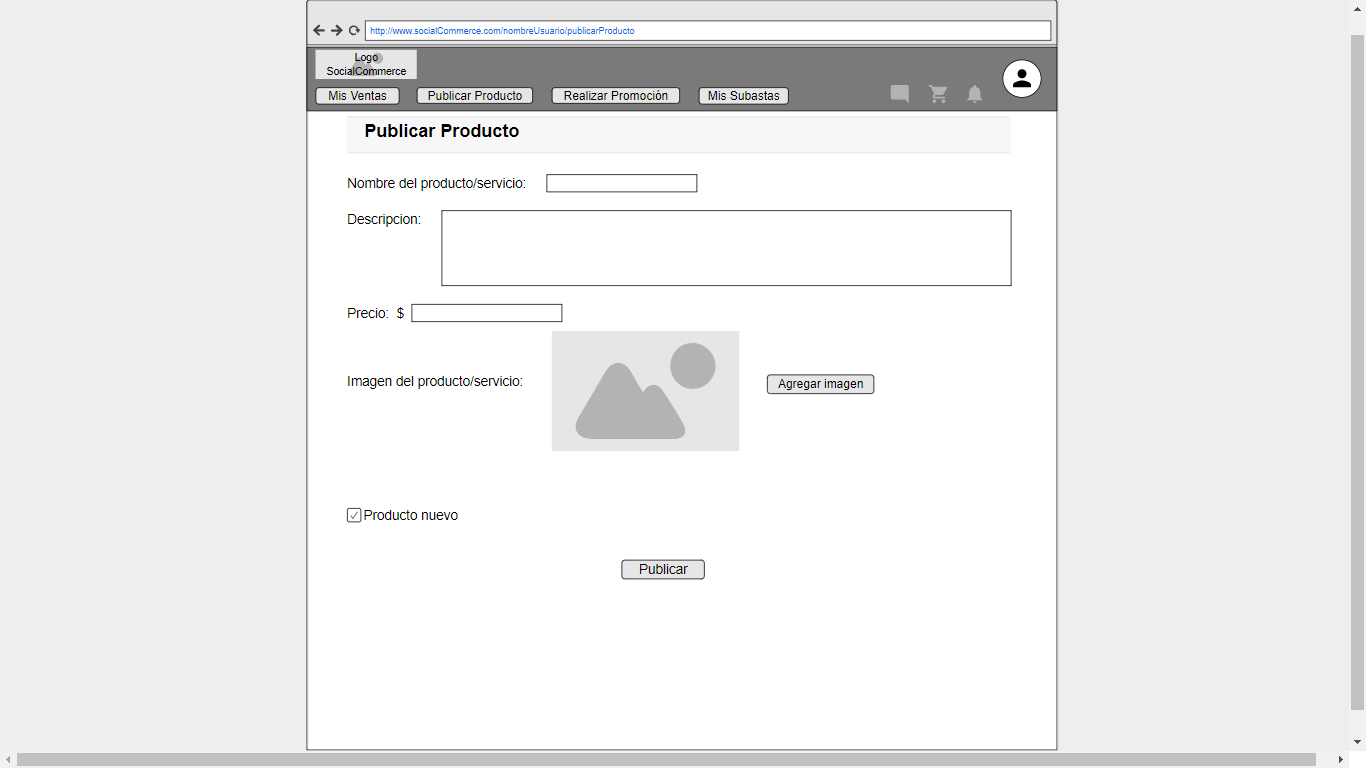 http://www.socialCommerce.com/nombreUsuario/publicarProducto
Logo
SocialCommerce
Mis Ventas
Publicar Producto
Realizar Promoción
Mis Subastas
Publicar Producto
Nombre del producto/servicio:
Descripcion:
Precio: $
Imagen del producto/servicio:
Agregar imagen
Producto nuevo
Publicar